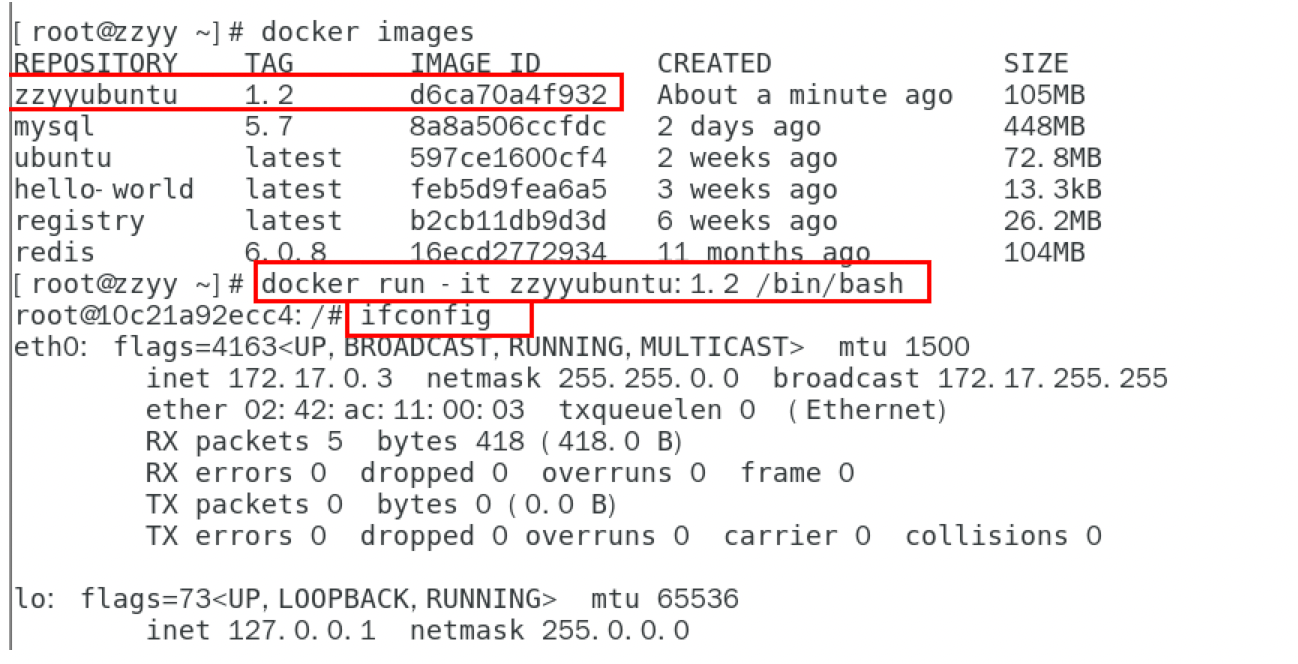 [root@zzyy ~]# docker images
REPOSITORY TAG IMAGE ID CREATED SIZE
zzyyubuntu 1.2 d6ca70a4f932 About a minute ago 105MB
mysql 5.7 8a8a506ccfdc 2 days ago 448MB
ubuntu latest 597ce1600cf4 2 weeks ago 72.8MB
hello-world latest feb5d9fea6a5 3 weeks ago 13.3kB
registry latest b2cb11db9d3d 6 weeks ago 26.2MB
redis 6.0.8 16ecd2772934 11 months ago 104MB
[root@zzyy ~]# docker run -it zzyyubuntu:1.2 /bin/bash
root@10c21a92ecc4:/# ifconfig
eth0: flags=4163<UP,BROADCAST,RUNNING,MULTICAST> mtu 1500
inet 172.17.0.3 netmask 255.255.0.0 broadcast 172.17.255.255
ether 02:42:ac:11:00:03 txqueuelen 0 (Ethernet)
RX packets 5 bytes 418 (418.0 B)
RX errors 0 dropped 0 overruns 0 frame 0
TX packets 0 bytes 0 (0.0 B)
TX errors 0 dropped 0 overruns 0 carrier 0 collisions 0
lo: flags=73<UP,LOOPBACK,RUNNING> mtu 65536
inet 127.0.0.1 netmask 255.0.0.0